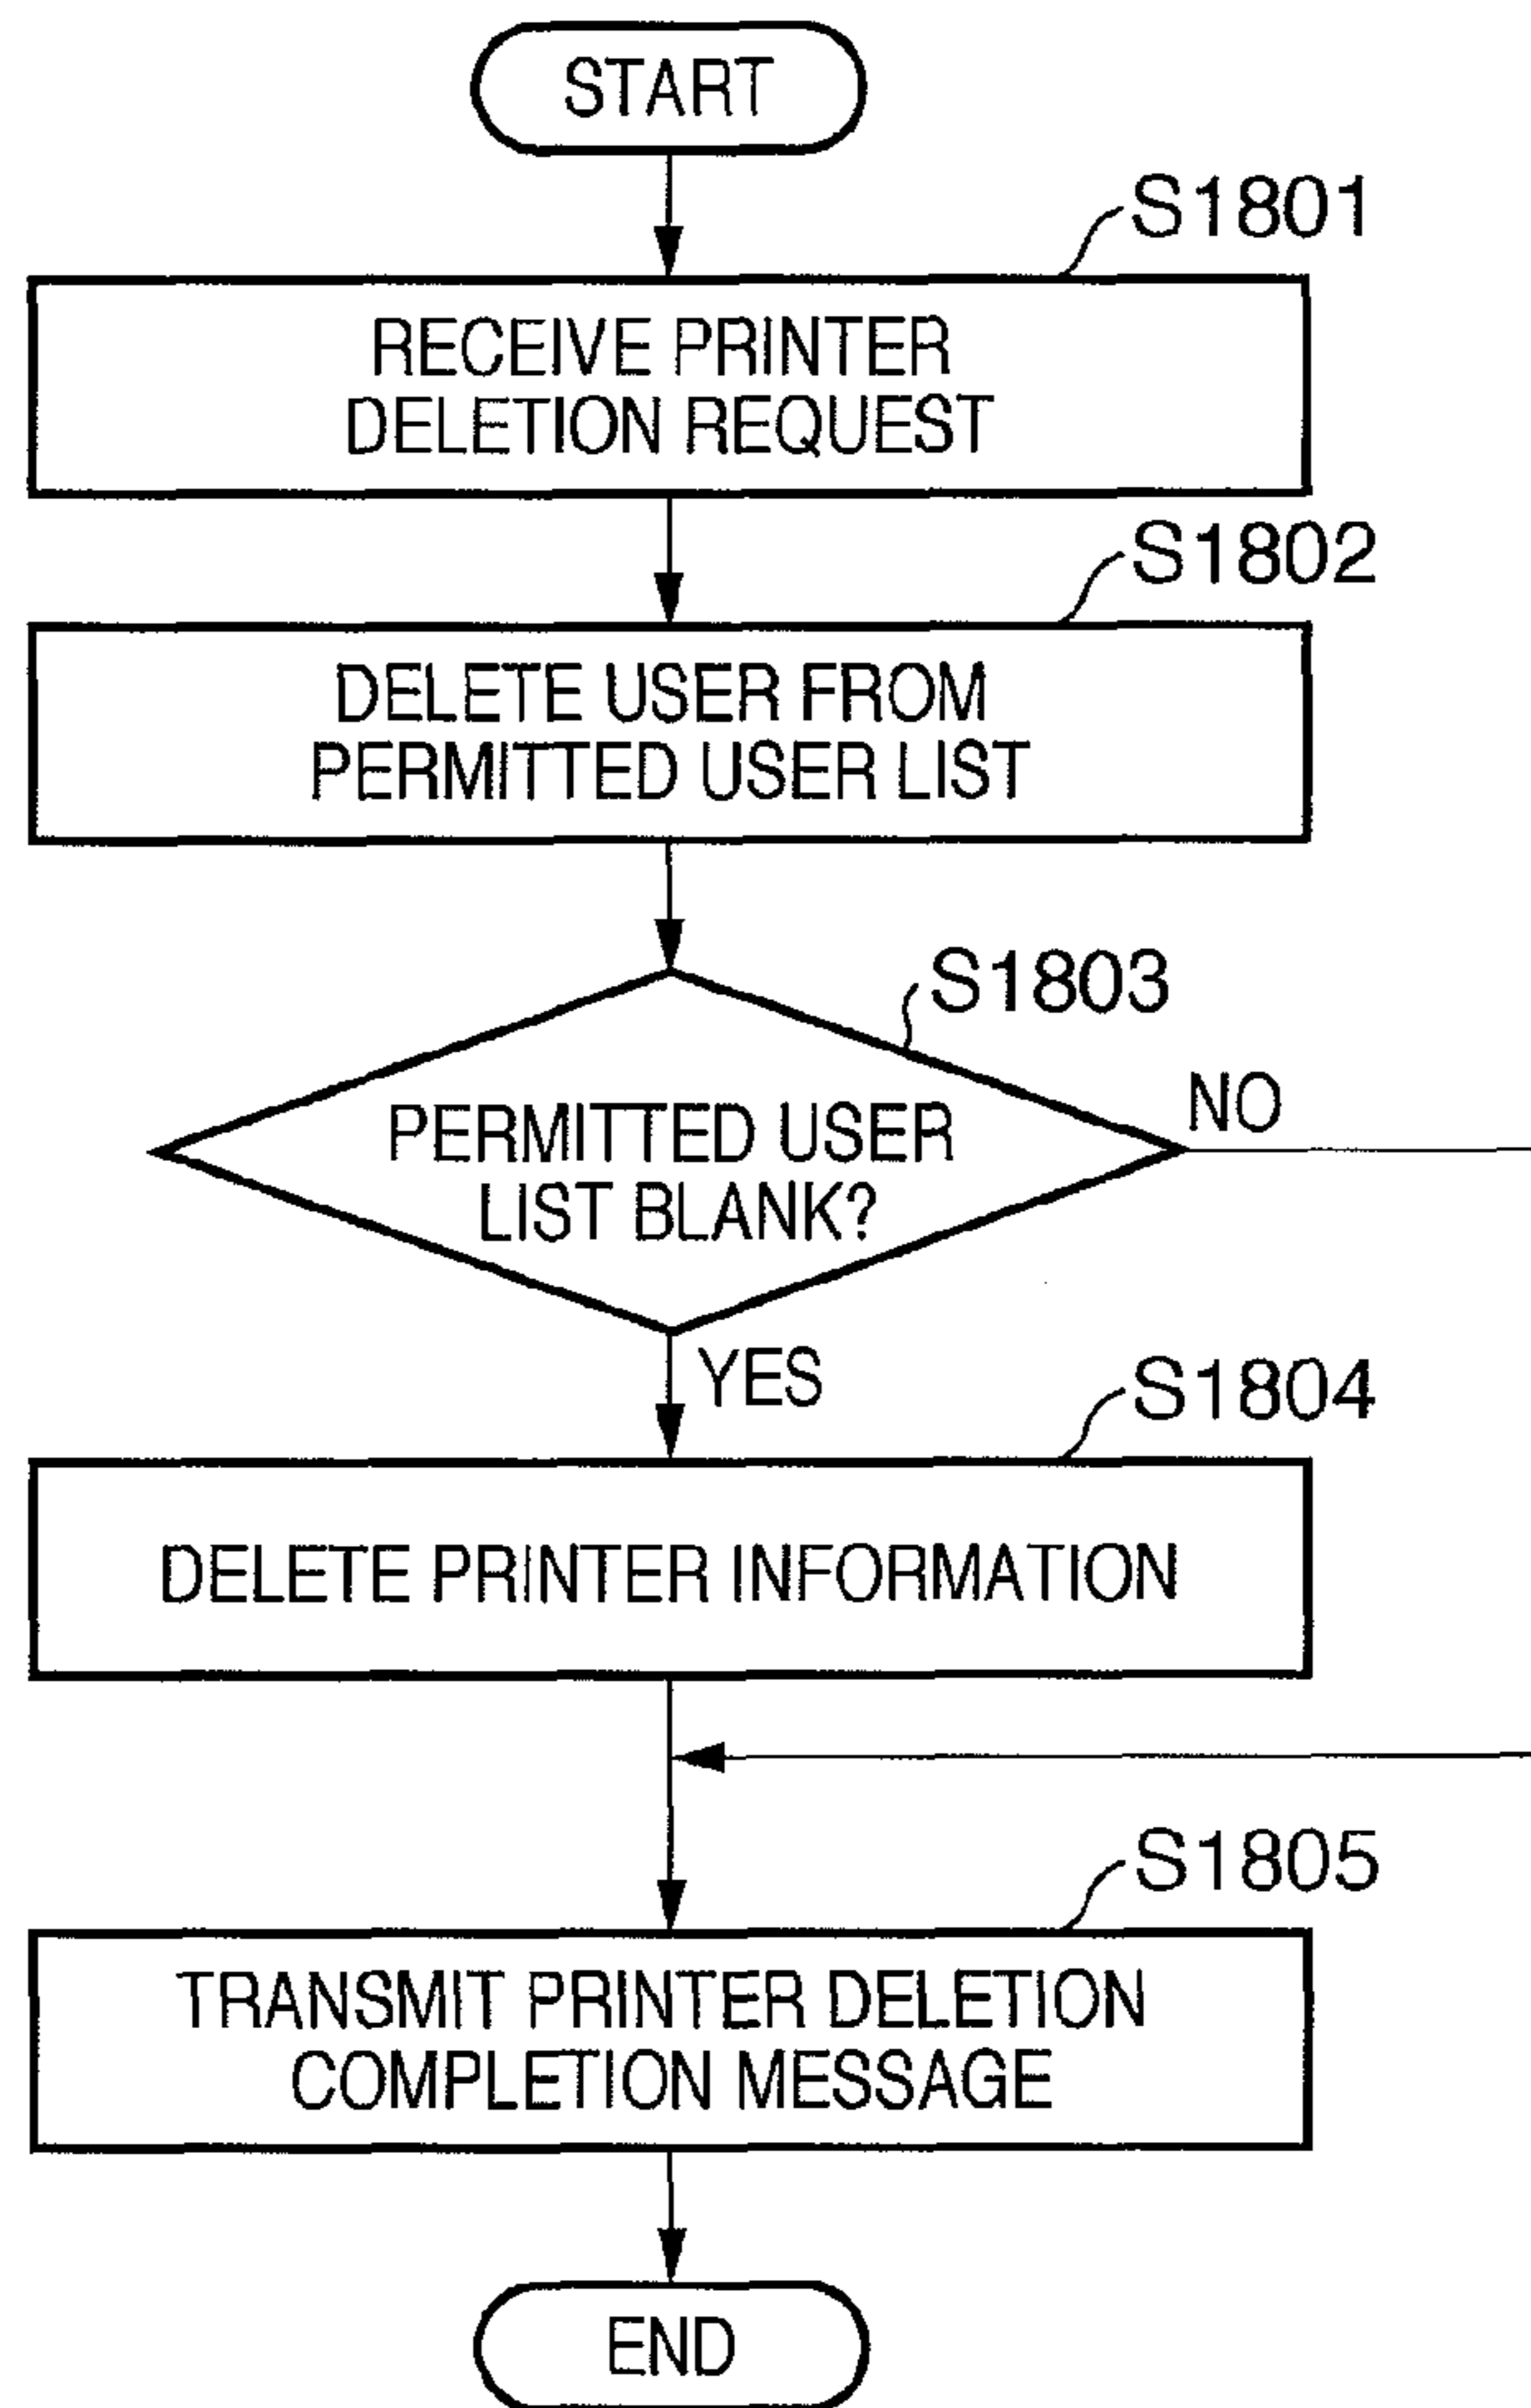 START
S1801
RECEIVE PRINTER
DELETION REQUEST
S1802
DELETE USER FROM
PERMITTED USER LIST
S1803
PERMITTED USER
LIST BLANK?
NO
YES
S1804
DELETE PRINTER INFORMATION
S1805
TRANSMIT PRINTER DELETION
COMPLETION MESSAGE
END